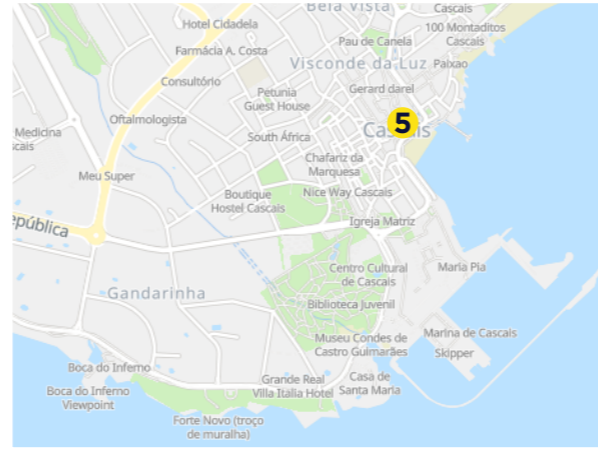 Bela Vista
Cascais
Hotel Cidadela
100 Montaditos
Cascais
Pau de Canela
Farmácia A. Costa
Visconde da Luz
Paixao
Consultório
Petunia
Guest House
Gerard darel
Oftalmologista
5
Cascais
Medicina
scais
South África
Chafariz da
Marquesa
Meu Super
Boutique
Hostel Cascais
Nice Way Cascais
epública
Igreja Matriz
Centro Cultural
de Cascais
Maria Pia
Gandarinha
Biblioteca Juvenil
Museu Condes de
Castro Guimarães
Marina de Cascais
Skipper
Boca do Inferno
Boca do Inferno
Viewpoint
Grande Real
Villa Italia Hotel
Casa de
Santa Maria
Forte Novo (troço
de muralha)